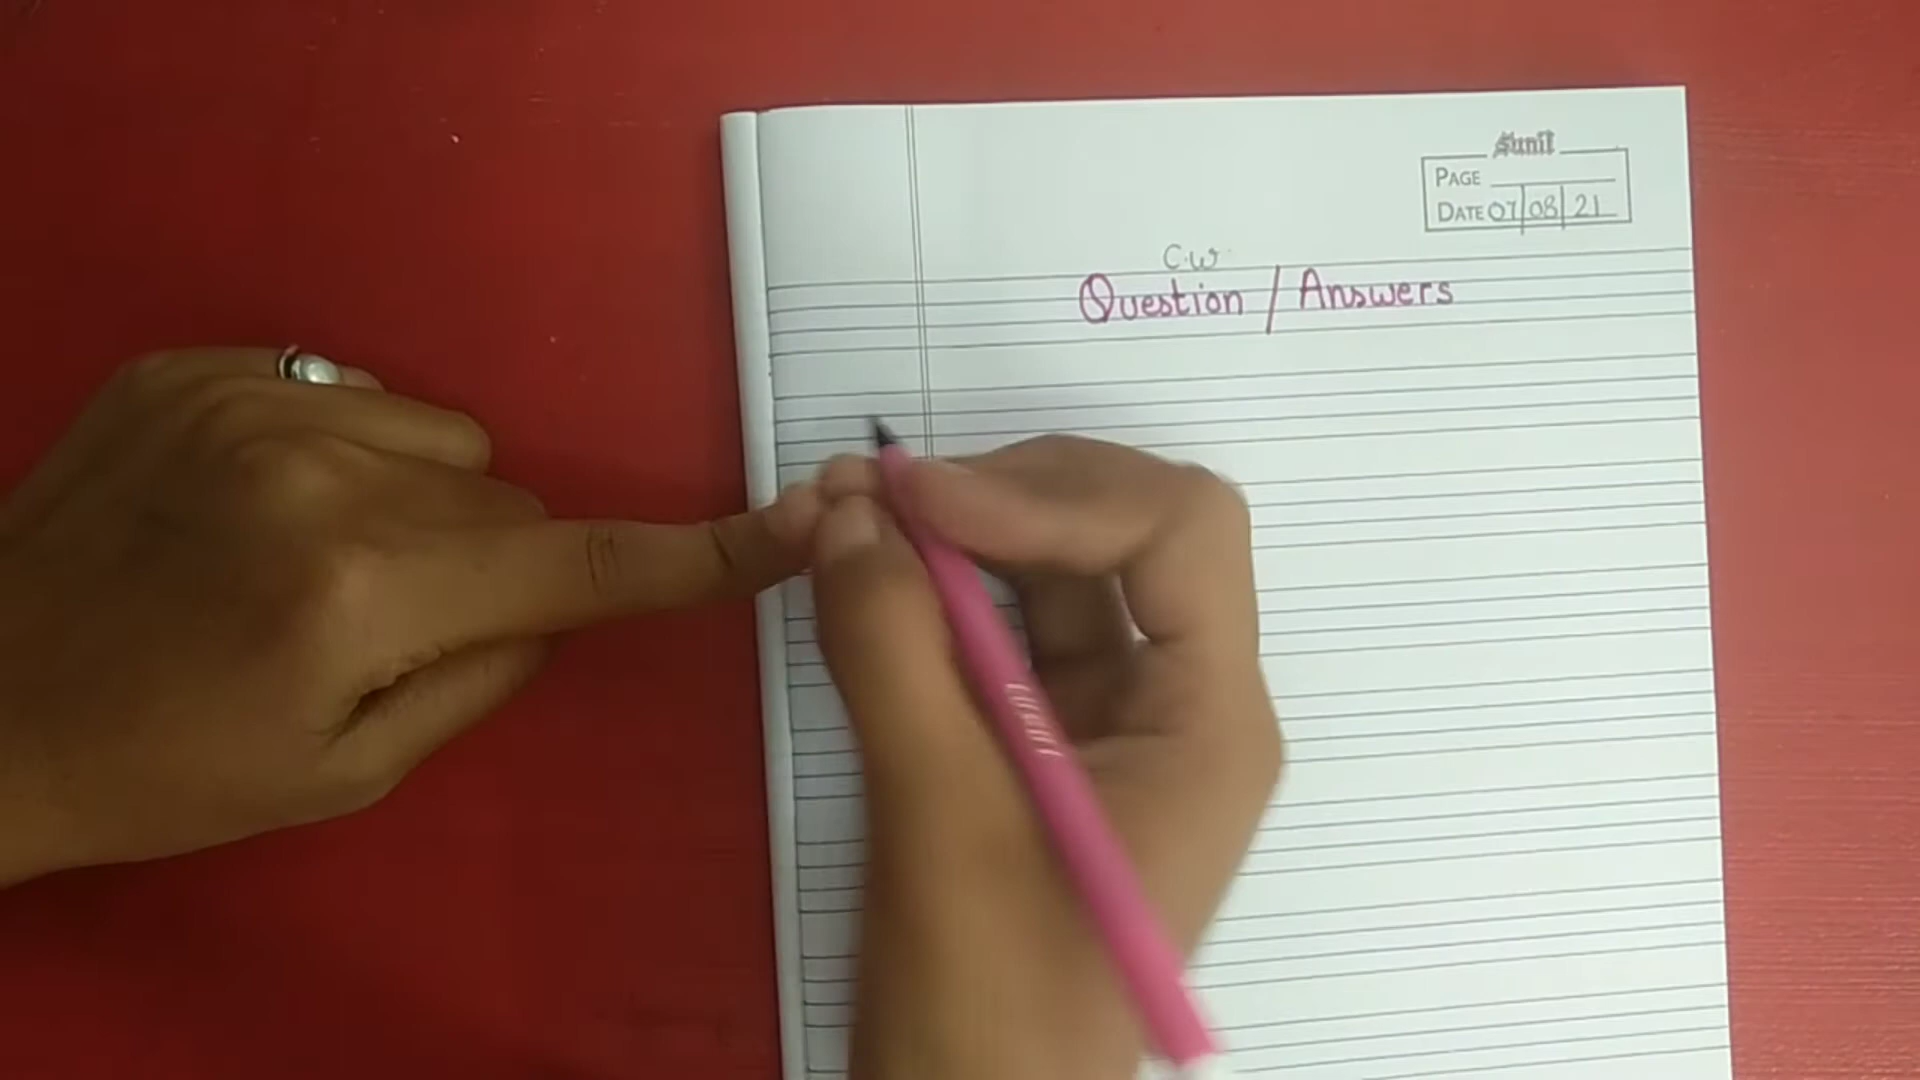 Sunil
PAGE
DATE 07/08/21
C.W
Question / Answers